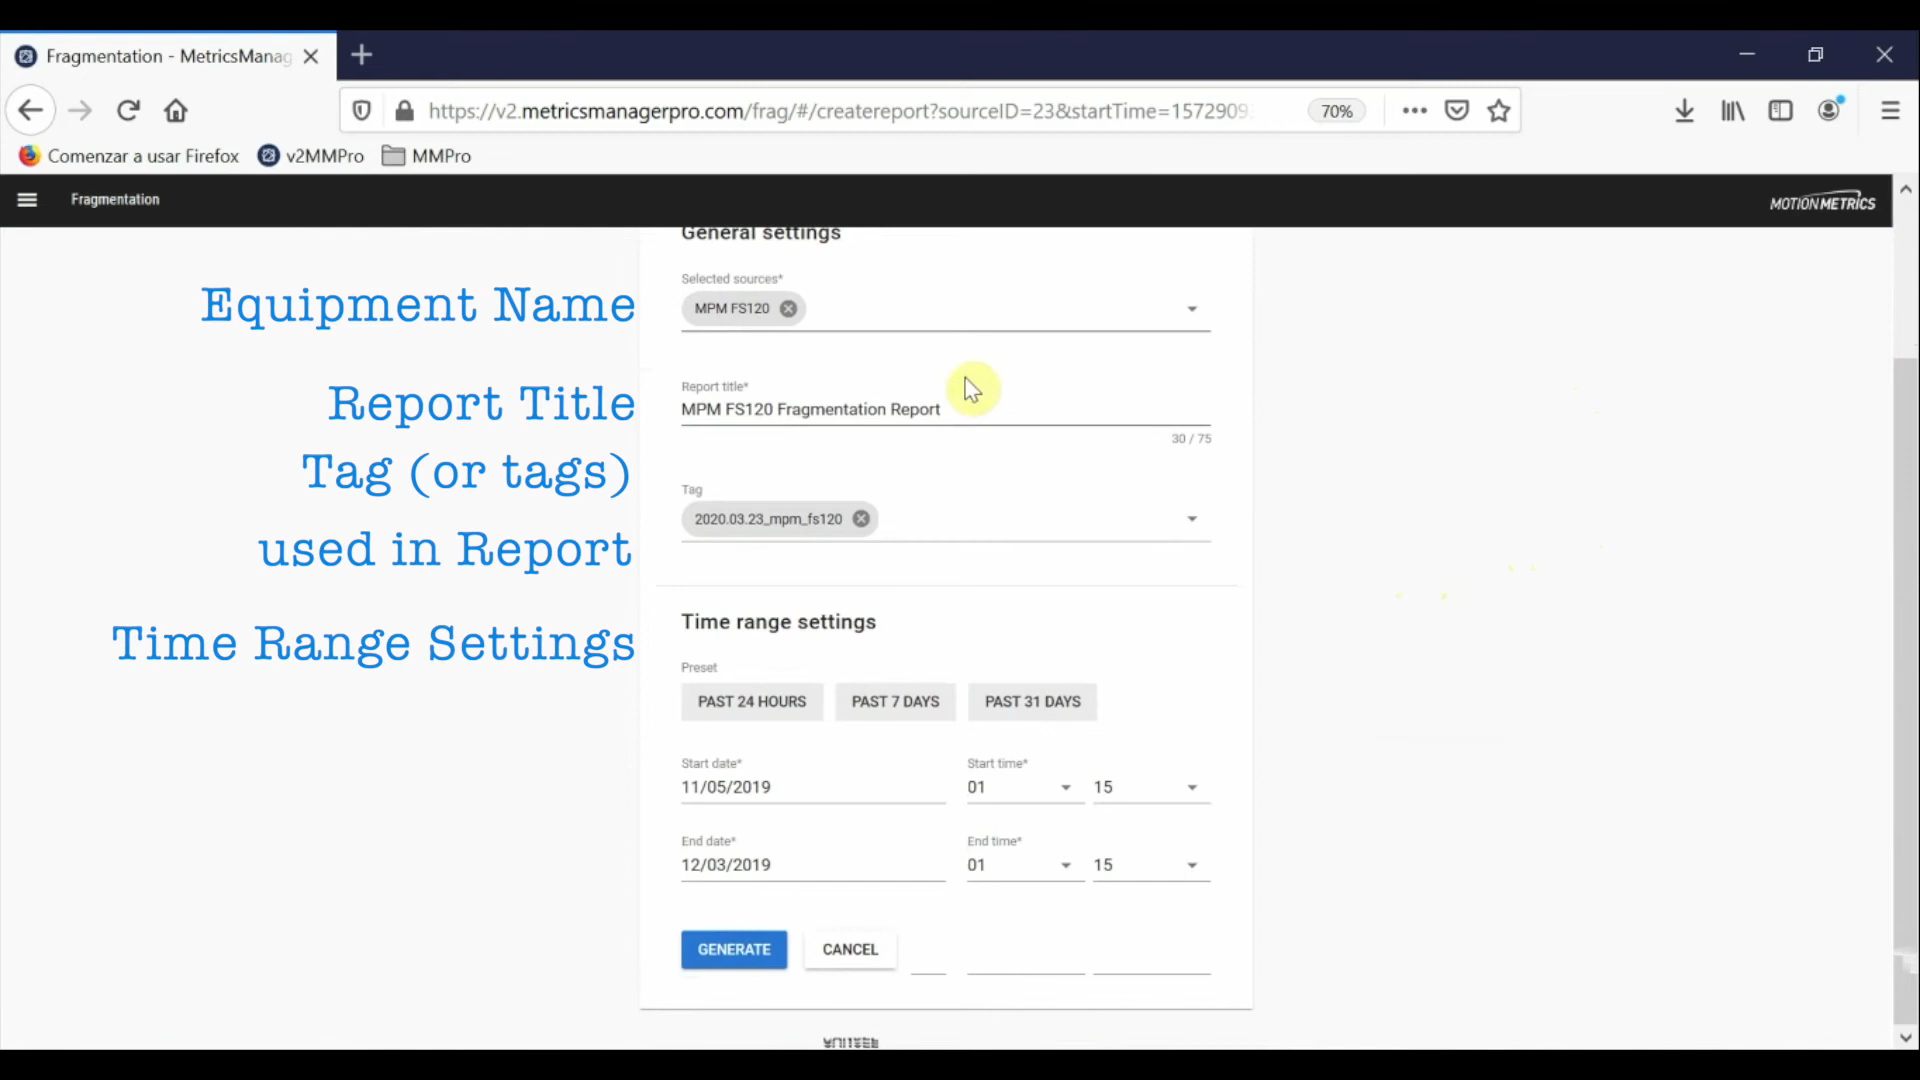 Fragmentation - MetricsManag
https://v2.metricsmanagerpro.com/frag/#/createreport?sourceID=23&startTime=1572909
70%
Comenzar a usar Firefox
v2MMPro
MMPro
Fragmentation
MOTION METRICS
General settings
Equipment Name
Selected sources*
MPM FS120
Report Title
Report title*
MPM FS120 Fragmentation Report
30 / 75
Tag (or tags)
used in Report
Tag
2020.03.23_mpm_fs120
Time Range Settings
Time range settings
Preset
PAST 24 HOURS
PAST 7 DAYS
PAST 31 DAYS
Start date*
Start time*
11/05/2019
01
15
End date*
End time*
12/03/2019
01
15
GENERATE
CANCEL